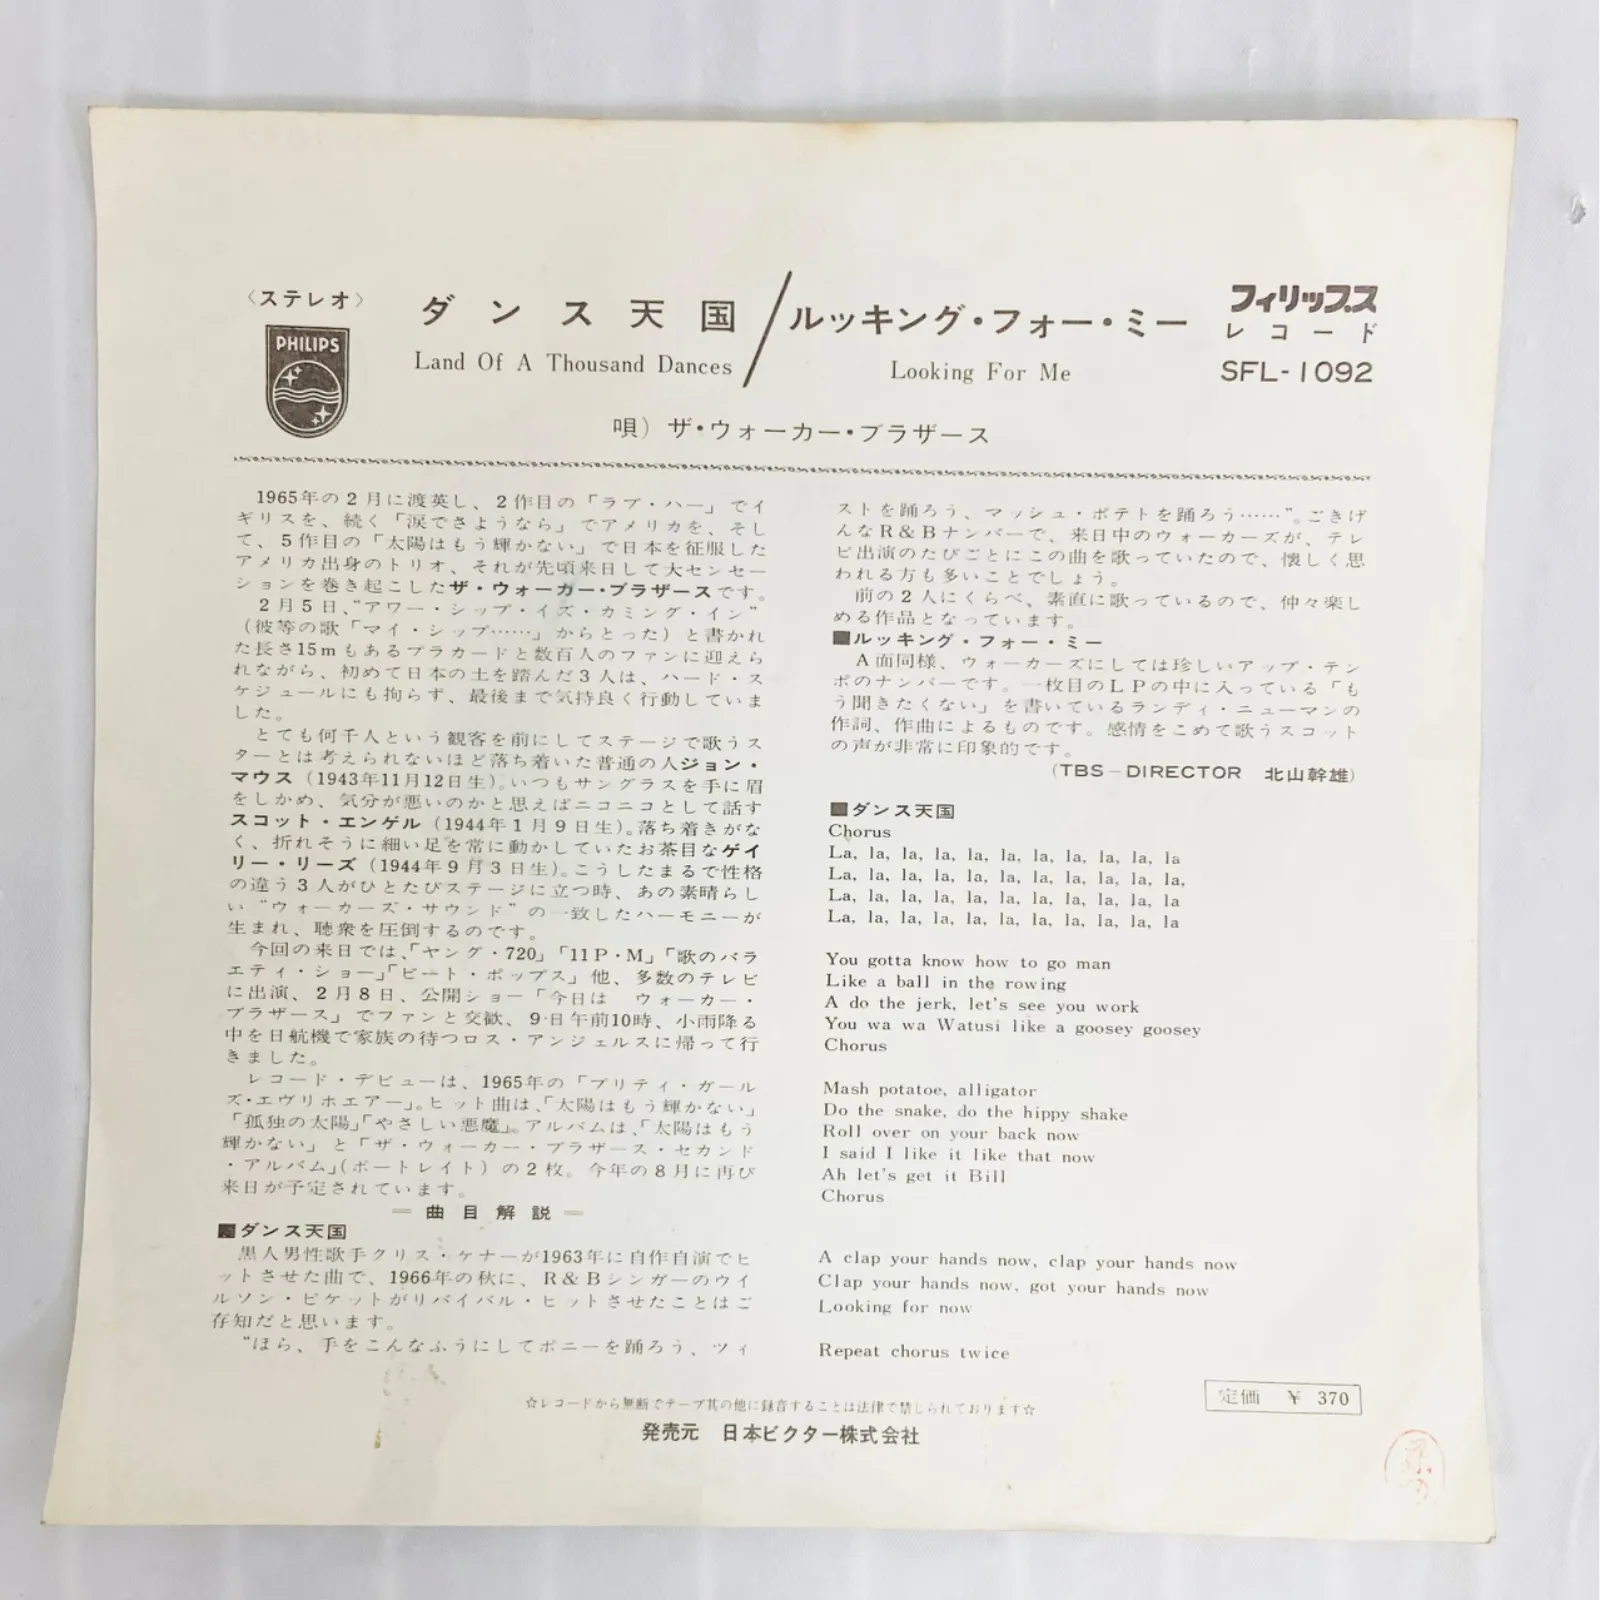 〈ステレオ〉
PHILIPS
ダンス天国／ルッキング・フォー・ミー
Land Of A Thousand Dances
Looking For Me
フィリップス
レコード
SFL-1092
唄）ザ・ウォーカー・ブラザース
1965年の2月に渡英し、2作目の「ラブ・ハー」でイ
ギリスを、続く「涙でさようなら」でアメリカを、そし
て、5作目の「太陽はもう輝かない」で日本を征服した
アメリカ出身のトリオ、それが先頃来日して大センセー
ションを巻き起こしたザ・ウォーカー・ブラザースです。
2月5日、“アワー・シップ・イズ・カミング・イン”
（彼等の歌「マイ・シップ……」からとった）と書かれ
た長さ15mもあるプラカードと数百人のファンに迎えら
れながら、初めて日本の土を踏んだ3人は、ハード・ス
ケジュールにも拘らず、最後まで気持良く行動していま
した。
とても何千人という観客を前にしてステージで歌うス
ターとは考えられないほど落ち着いた普通の人ジョン・
マウス（1943年11月12日生）。いつもサングラスを手に眉
をしかめ、気分が悪いのかと思えばニコニコとして話す
スコット・エンゲル（1944年1月9日生）。落ち着きがな
く、折れそうに細い足を常に動かしていたお茶目なゲイ
リー・リーズ（1944年9月3日生）。こうしたまるで性格
の違う3人がひとたびステージに立つ時、あの素晴らし
い“ウォーカーズ・サウンド”の一致したハーモニーが
生まれ、聴衆を圧倒するのです。
今回の来日では、「ヤング・720」「11P・M」「歌のバラ
エティ・ショー」「ビート・ポップス」他、多数のテレビ
に出演、2月8日、公開ショー「今日は ウォーカー・
ブラザース」でファンと交歓、9日午前10時、小雨降る
中を日航機で家族の待つロス・アンジェルスに帰って行
きました。
レコード・デビューは、1965年の「プリティ・ガール
ズ・エヴリホエアー」。ヒット曲は、「太陽はもう輝かない」
「孤独の太陽」「やさしい悪魔」。アルバムは、「太陽はもう
輝かない」と「ザ・ウォーカー・ブラザース・セカンド
・アルバム」（ポートレイト）の2枚。今年の8月に再び
来日が予定されています。
＝ 曲目解説 ＝
■ダンス天国
黒人男性歌手クリス・ケナーが1963年に自作自演でヒ
ットさせた曲で、1966年の秋に、R＆Bシンガーのウイ
ルソン・ピケットがリバイバル・ヒットさせたことはご
存知だと思います。
“ほら、手をこんなふうにしてポニーを踊ろう、ツィ
ストを踊ろう、マッシュ・ポテトを踊ろう……”。ごきげ
んなR＆Bナンバーで、来日中のウォーカーズが、テレ
ビ出演のたびごとにこの曲を歌っていたので、懐しく思
われる方も多いことでしょう。
前の2人にくらべ、素直に歌っているので、仲々楽し
める作品となっています。
■ルッキング・フォー・ミー
A面同様、ウォーカーズにしては珍しいアップ・テン
ポのナンバーです。一枚目のLPの中に入っている「も
う聞きたくない」を書いているランディ・ニューマンの
作詞、作曲によるものです。感情をこめて歌うスコット
の声が非常に印象的です。
（TBS－DIRECTOR 北山幹雄）
■ダンス天国
Chorus
La, la, la, la, la, la, la, la, la, la, la
La, la, la, la, la, la, la, la, la, la, la,
La, la, la, la, la, la, la, la, la, la, la
La, la, la, la, la, la, la, la, la, la, la
You gotta know how to go man
Like a ball in the rowing
A do the jerk, let's see you work
You wa wa Watusi like a goosey goosey
Chorus
Mash potatoe, alligator
Do the snake, do the hippy shake
Roll over on your back now
I said I like it like that now
Ah let's get it Bill
Chorus
A clap your hands now, clap your hands now
Clap your hands now, got your hands now
Looking for now
Repeat chorus twice
定価 ￥ 370
☆レコードから無断でテープ其の他に録音することは法律で禁じられております☆
発売元 日本ビクター株式会社